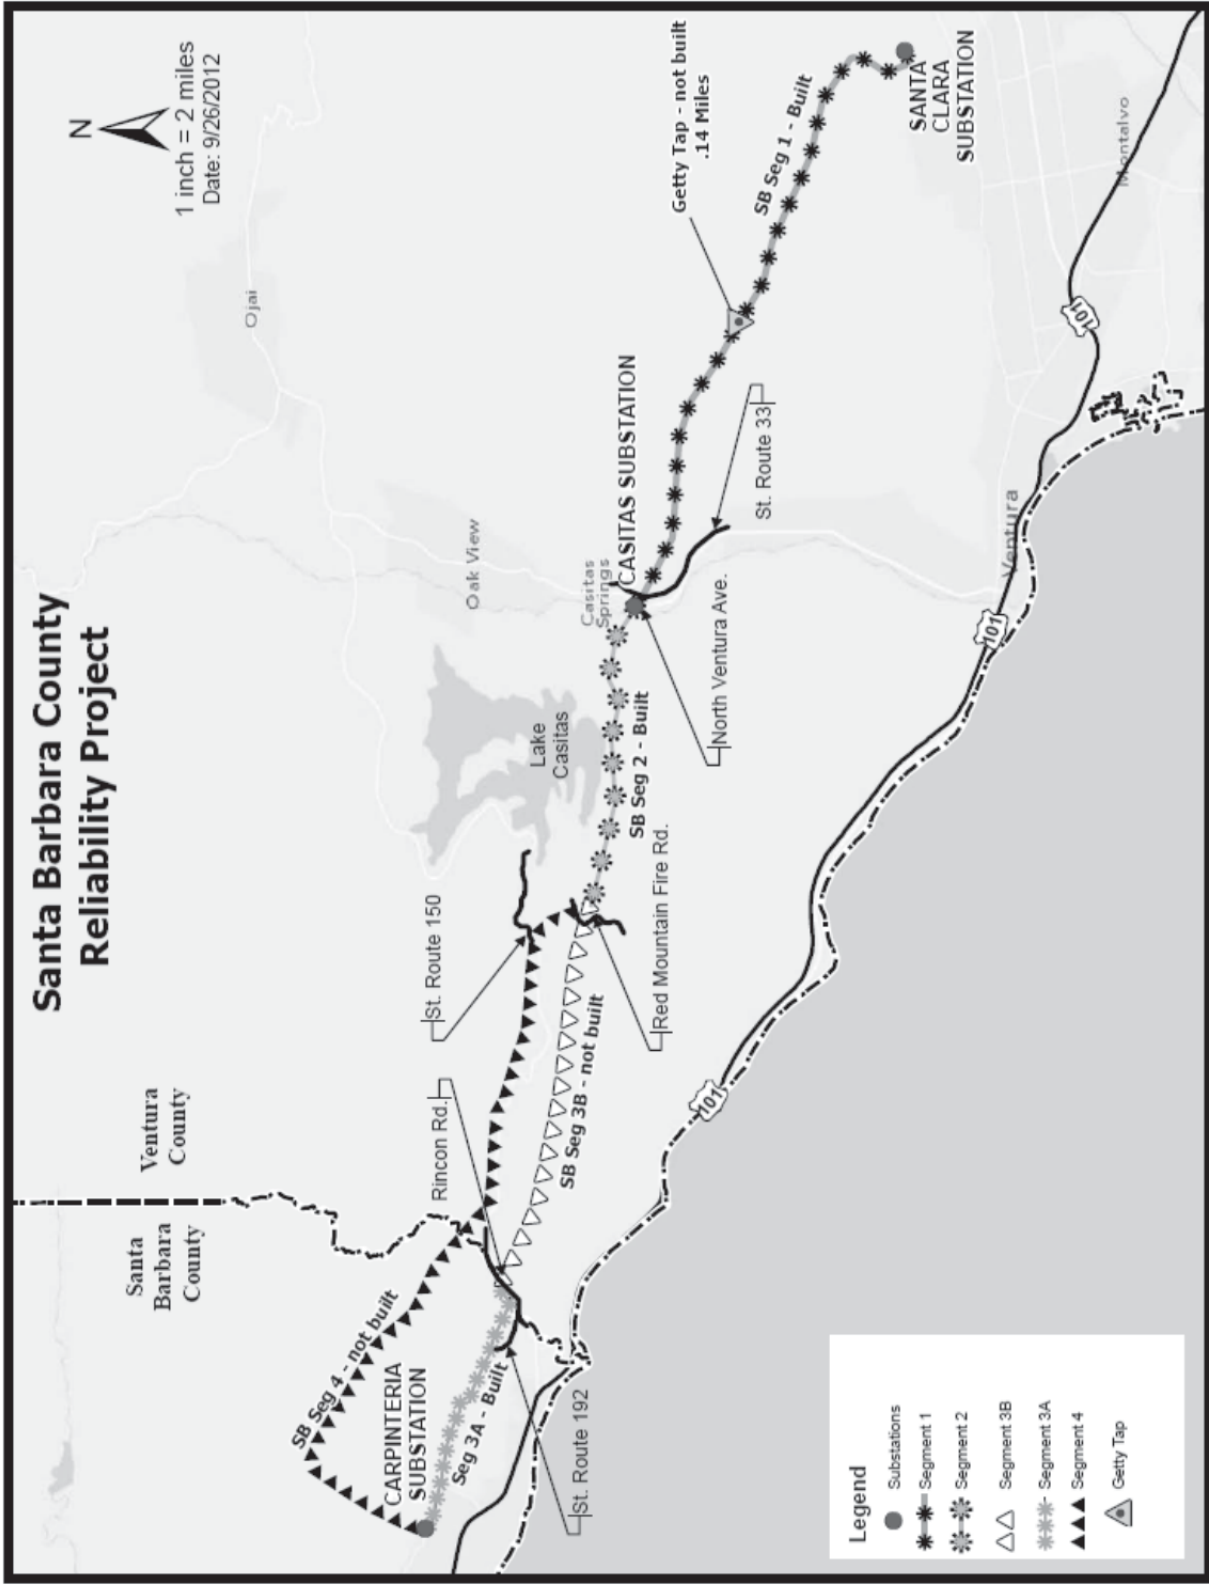 Santa Barbara County
Reliability Project
N
1 inch = 2 miles
Date: 9/26/2012
Santa
Barbara
County
Ventura
County
Ojai
SB Seg 4 - not built
CARPINTERIA
SUBSTATION
Seg 3A - Built
St. Route 192
Rincon Rd.
St. Route 150
SB Seg 3B - not built
Red Mountain Fire Rd.
Lake
Casitas
SB Seg 2 - Built
Oak View
Casitas
Springs
CASITAS SUBSTATION
North Ventura Ave.
St. Route 33
Getty Tap - not built
.14 Miles
SB Seg 1 - Built
SANTA
CLARA
SUBSTATION
Montalvo
Ventura
101
101
101
Legend
Substations
Segment 1
Segment 2
Segment 3B
Segment 3A
Segment 4
Getty Tap